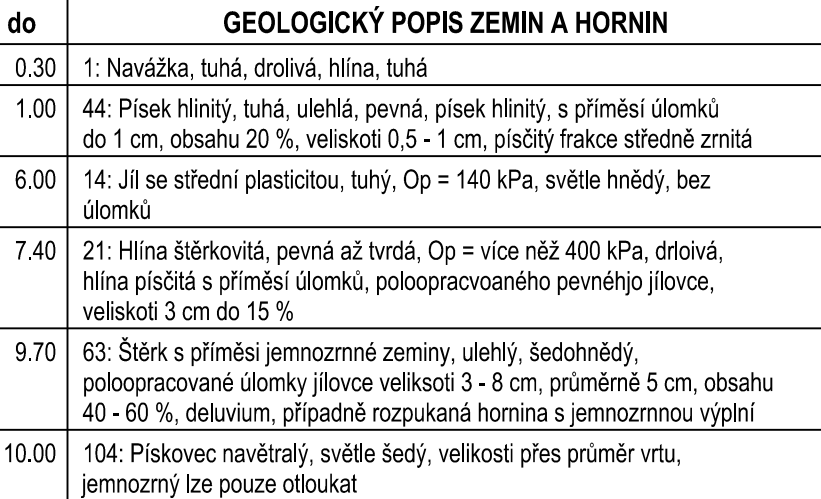 do GEOLOGICKÝ POPIS ZEMIN A HORNIN
0.30 1: Navážka, tuhá, drolivá, hlína, tuhá
1.00 44: Písek hlinitý, tuhá, ulehlá, pevná, písek hlinitý, s příměsí úlomků
do 1 cm, obsahu 20 %, veliskoti 0,5 - 1 cm, písčitý frakce středně zrnitá
6.00 14: Jíl se střední plasticitou, tuhý, Op = 140 kPa, světle hnědý, bez
úlomků
7.40 21: Hlína štěrkovitá, pevná až tvrdá, Op = více něž 400 kPa, drloivá,
hlína písčitá s příměsí úlomků, poloopracvoaného pevnéhjo jílovce,
veliskoti 3 cm do 15 %
9.70 63: Štěrk s příměsi jemnozrnné zeminy, ulehlý, šedohnědý,
poloopracované úlomky jílovce veliksoti 3 - 8 cm, průměrně 5 cm, obsahu
40 - 60 %, deluvium, případně rozpukaná hornina s jemnozrnnou výplní
10.00 104: Pískovec navětralý, světle šedý, velikosti přes průměr vrtu,
jemnozrný lze pouze otloukat